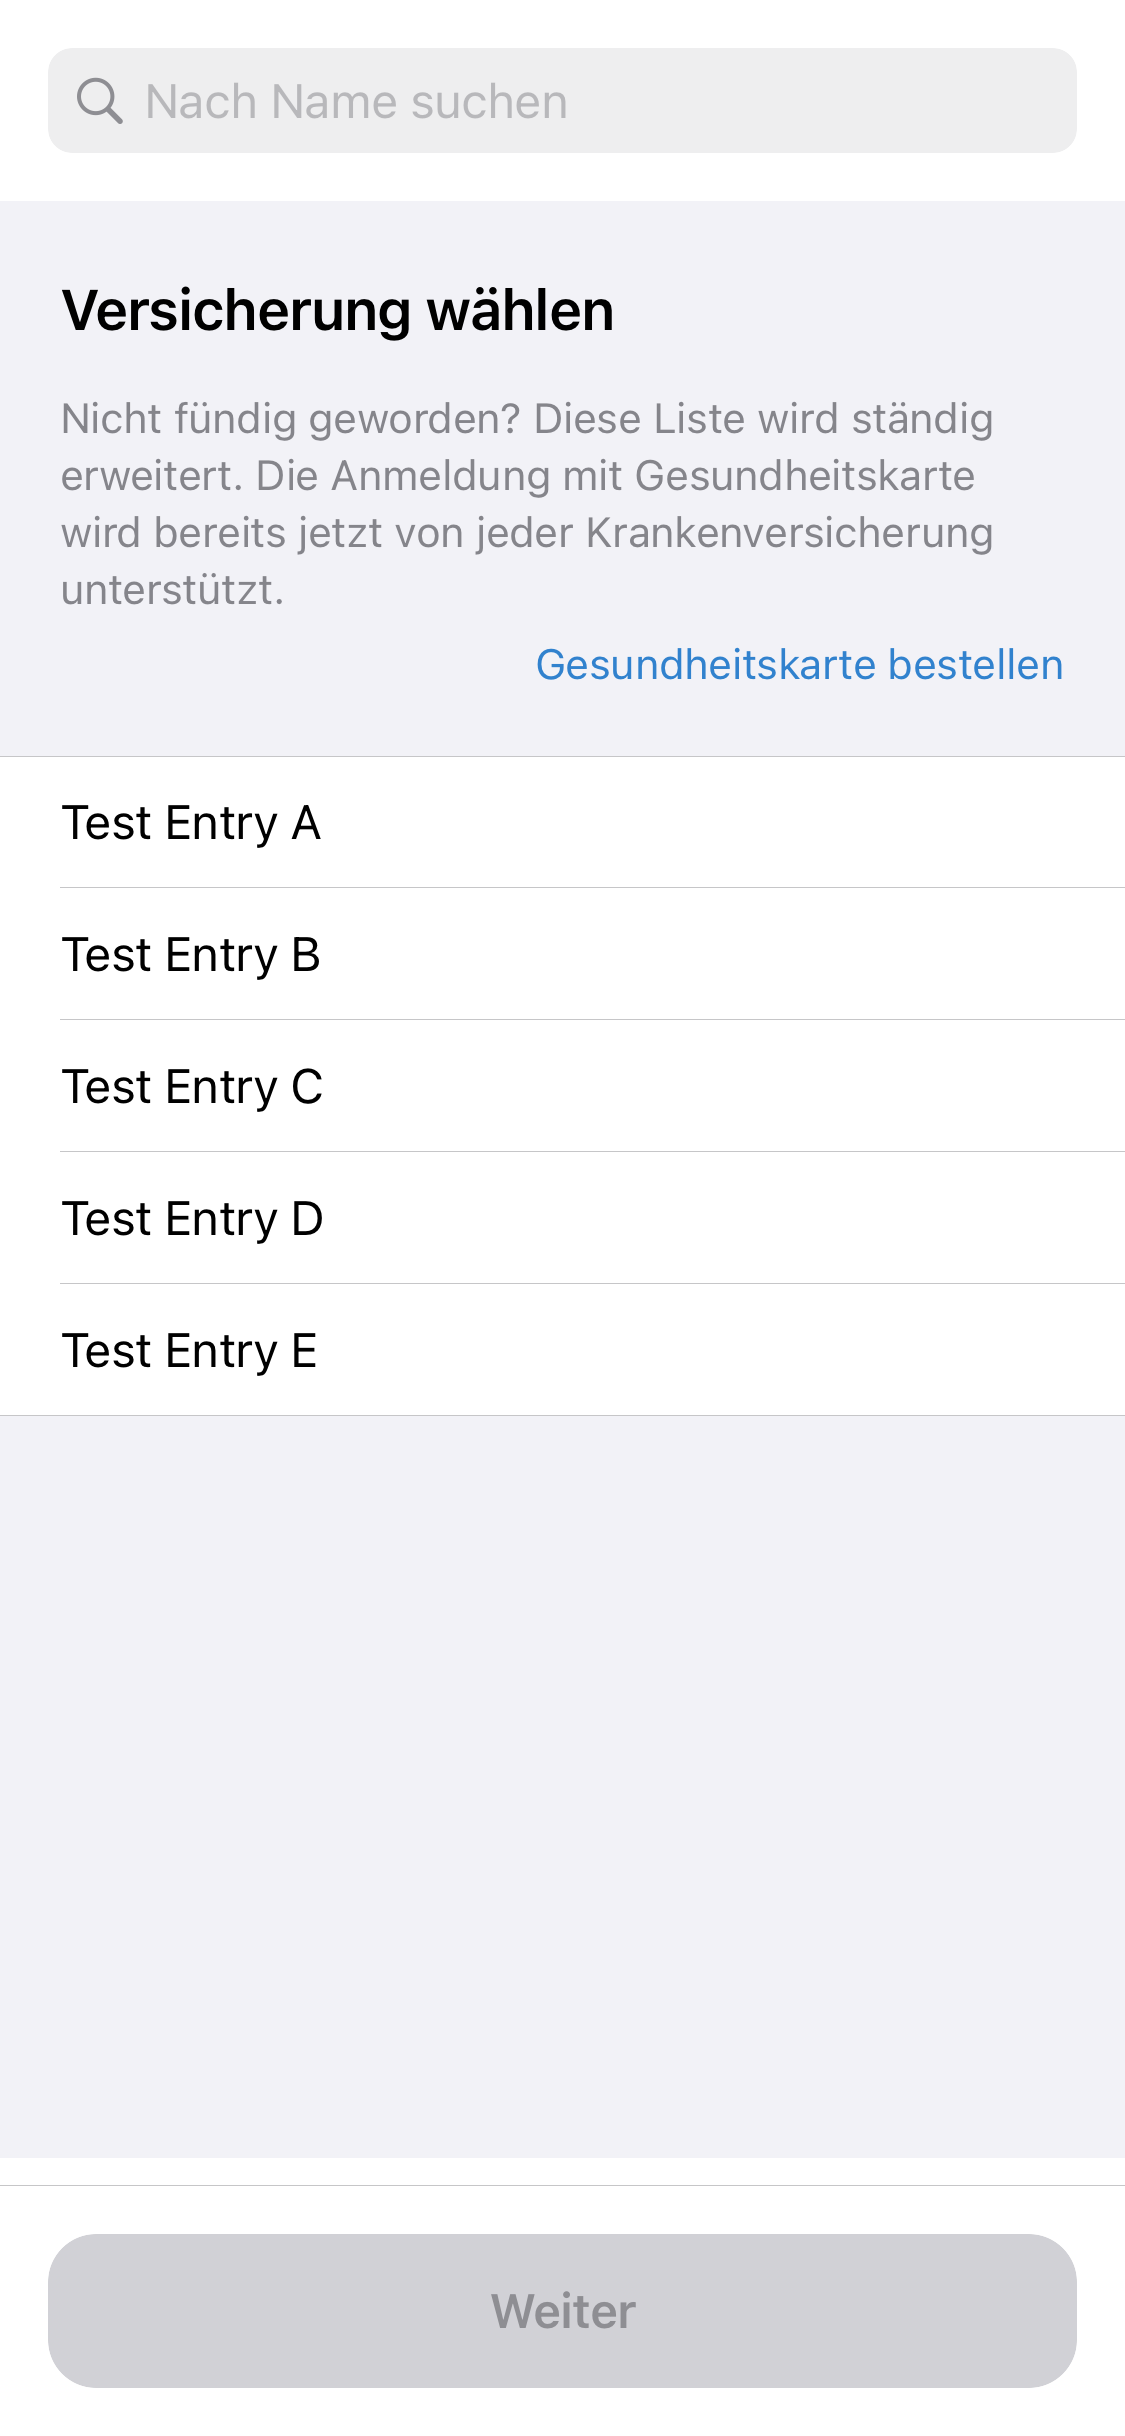 Nach Name suchen
Versicherung wählen
Nicht fündig geworden? Diese Liste wird ständig
erweitert. Die Anmeldung mit Gesundheitskarte
wird bereits jetzt von jeder Krankenversicherung
unterstützt.
Gesundheitskarte bestellen
Test Entry A
Test Entry B
Test Entry C
Test Entry D
Test Entry E
Weiter